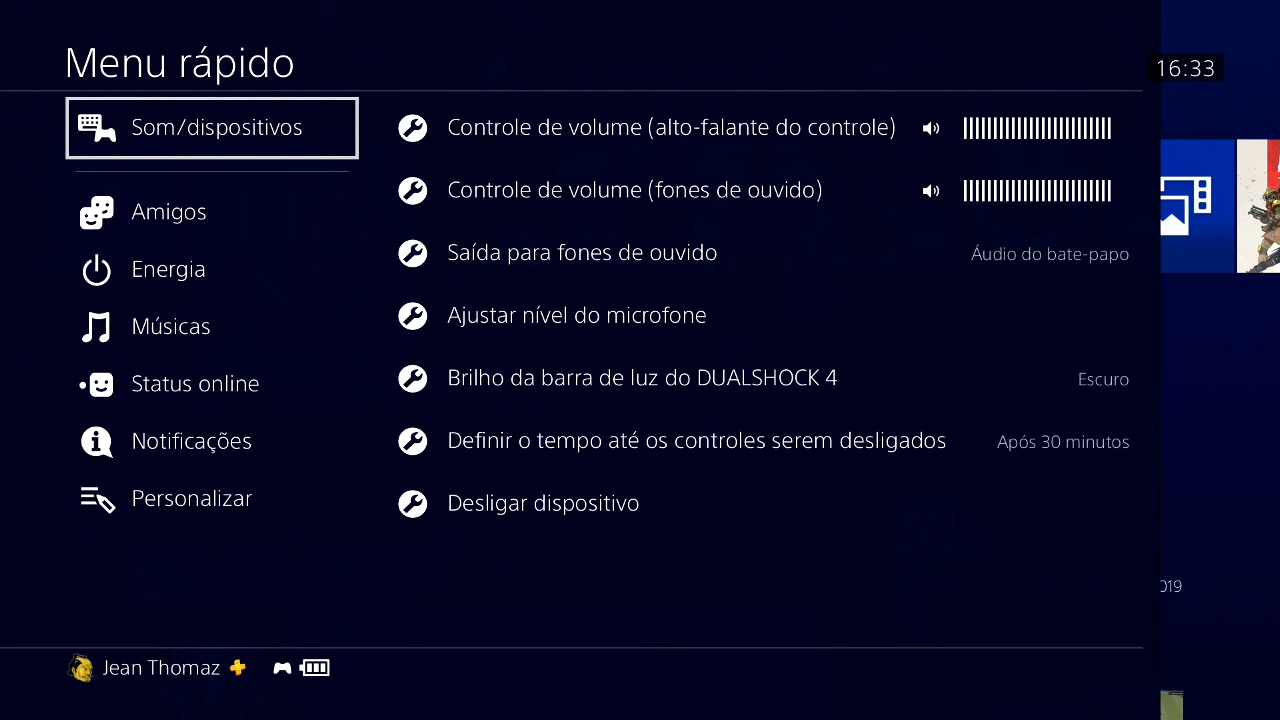 Menu rápido
16:33
Som/dispositivos
Amigos
Energia
Músicas
Status online
Notificações
Personalizar
Controle de volume (alto-falante do controle)
Controle de volume (fones de ouvido)
Saída para fones de ouvido Áudio do bate-papo
Ajustar nível do microfone
Brilho da barra de luz do DUALSHOCK 4 Escuro
Definir o tempo até os controles serem desligados Após 30 minutos
Desligar dispositivo
019
Jean Thomaz